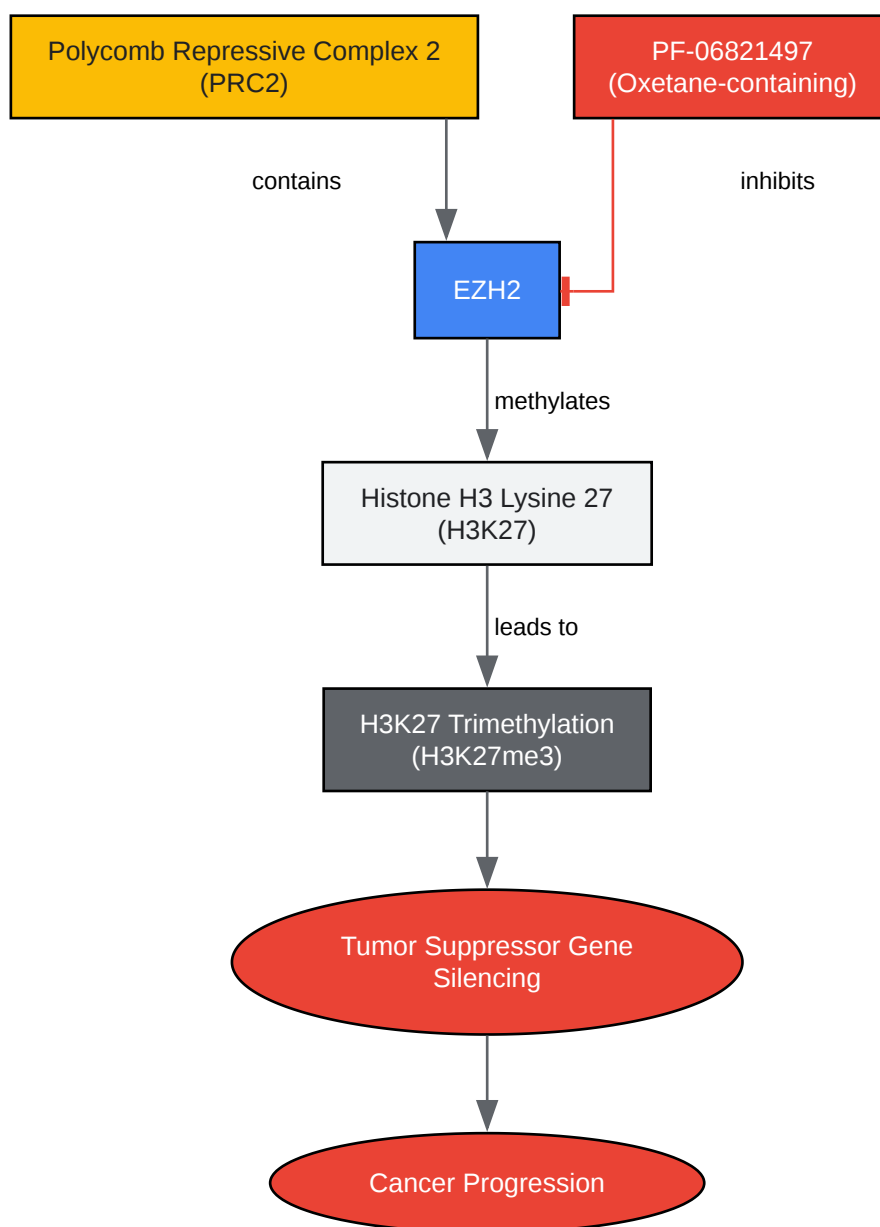 Polycomb Repressive Complex 2
(PRC2)
PF-06821497
(Oxetane-containing)
contains
inhibits
EZH2
methylates
Histone H3 Lysine 27
(H3K27)
leads to
H3K27 Trimethylation
(H3K27me3)
Tumor Suppressor Gene
Silencing
Cancer Progression